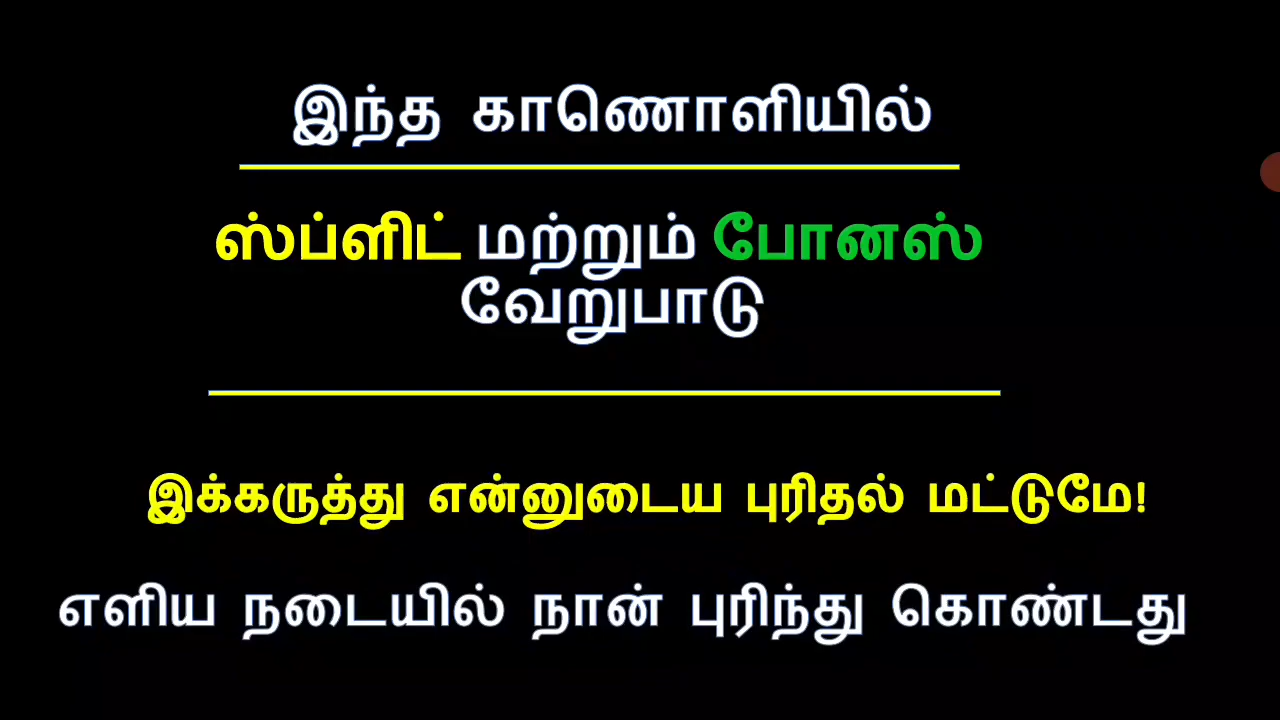 இந்த காணொளியில்
ஸ்ப்ளிட் மற்றும் போனஸ்
வேறுபாடு
இக்கருத்து என்னுடைய புரிதல் மட்டுமே!
எளிய நடையில் நான் புரிந்து கொண்டது